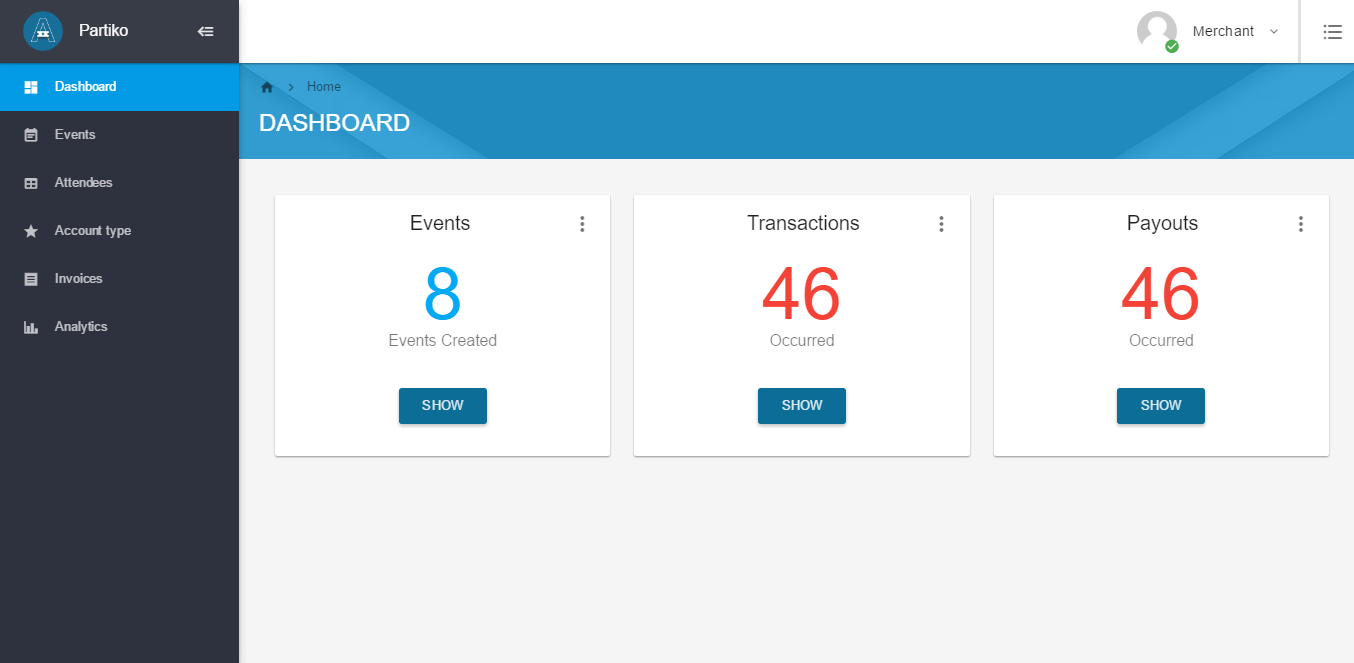 Partiko
Merchant
Dashboard
Events
Attendees
Account type
Invoices
Analytics
Home
DASHBOARD
Events
8
Events Created
SHOW
Transactions
46
Occurred
SHOW
Payouts
46
Occurred
SHOW